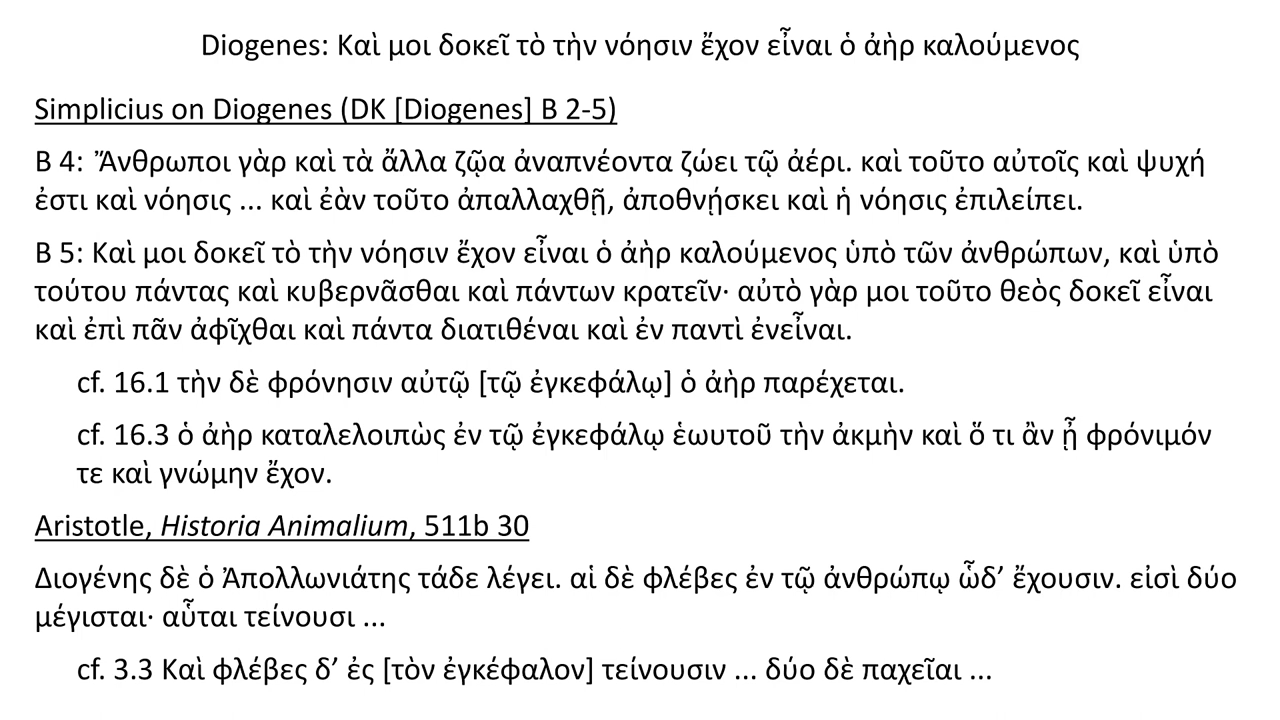 Diogenes: Καὶ μοι δοκεῖ τὸ τὴν νόησιν ἔχον εἶναι ὁ ἀὴρ καλούμενος
Simplicius on Diogenes (DK [Diogenes] B 2-5)
B 4: Ἄνθρωποι γὰρ καὶ τὰ ἄλλα ζῷα ἀναπνέοντα ζώει τῷ ἀέρι. καὶ τοῦτο αὐτοῖς καὶ ψυχή
ἐστι καὶ νόησις ... καὶ ἐὰν τοῦτο ἀπαλλαχθῇ, ἀποθνῄσκει καὶ ἡ νόησις ἐπιλείπει.
B 5: Καὶ μοι δοκεῖ τὸ τὴν νόησιν ἔχον εἶναι ὁ ἀὴρ καλούμενος ὑπὸ τῶν ἀνθρώπων, καὶ ὑπὸ
τούτου πάντας καὶ κυβερνᾶσθαι καὶ πάντων κρατεῖν· αὐτὸ γὰρ μοι τοῦτο θεὸς δοκεῖ εἶναι
καὶ ἐπὶ πᾶν ἀφῖχθαι καὶ πάντα διατιθέναι καὶ ἐν παντὶ ἐνεῖναι.
cf. 16.1 τὴν δὲ φρόνησιν αὐτῷ [τῷ ἐγκεφάλῳ] ὁ ἀὴρ παρέχεται.
cf. 16.3 ὁ ἀὴρ καταλελοιπὼς ἐν τῷ ἐγκεφάλῳ ἑωυτοῦ τὴν ἀκμὴν καὶ ὅ τι ἂν ᾖ φρόνιμόν
τε καὶ γνώμην ἔχον.
Aristotle, Historia Animalium, 511b 30
Διογένης δὲ ὁ Ἀπολλωνιάτης τάδε λέγει. αἱ δὲ φλέβες ἐν τῷ ἀνθρώπῳ ὧδ’ ἔχουσιν. εἰσὶ δύο
μέγισται· αὗται τείνουσι ...
cf. 3.3 Καὶ φλέβες δ’ ἐς [τὸν ἐγκέφαλον] τείνουσιν ... δύο δὲ παχεῖαι ...